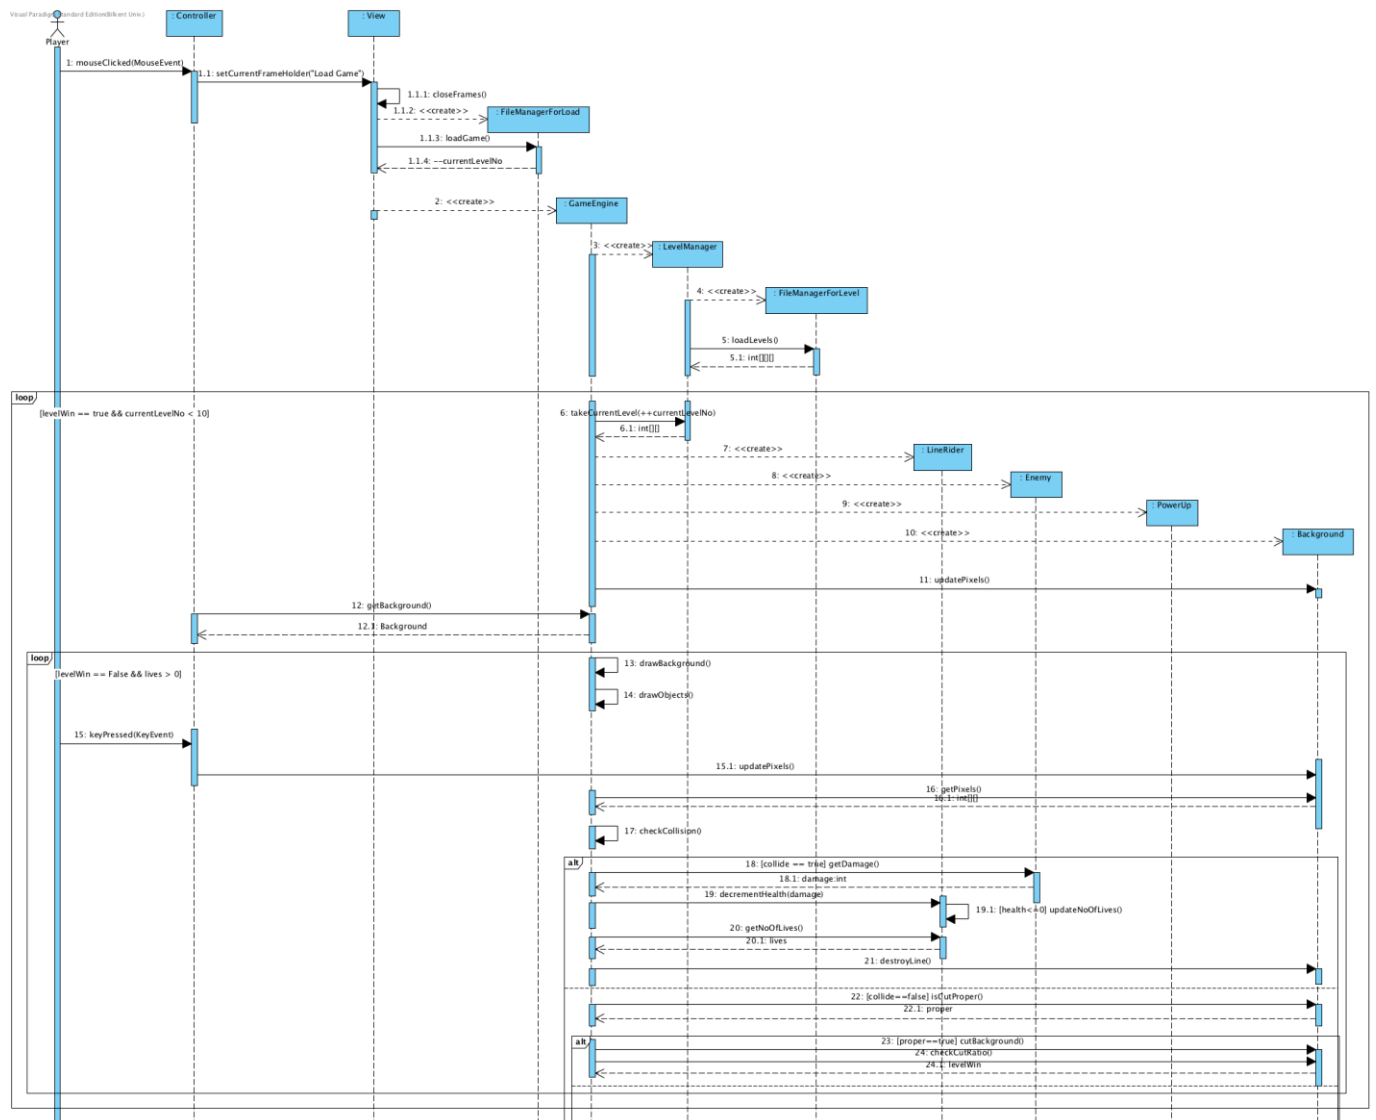 Visual Paradigm Standard Edition(Bilkent Univ.)
Player
: Controller
: View
1: mouseClicked(MouseEvent)
1.1: setCurrentFrameHolder("Load Game")
1.1.1: closeFrames()
1.1.2: <<create>>
: FileManagerForLoad
1.1.3: loadGame()
1.1.4: --currentLevelNo
2: <<create>>
: GameEngine
3: <<create>>
: LevelManager
4: <<create>>
: FileManagerForLevel
5: loadLevels()
5.1: int[][][]
loop
[levelWin == true && currentLevelNo < 10]
6: takeCurrentLevel(++currentLevelNo)
6.1: int[][]
7: <<create>>
: LineRider
8: <<create>>
: Enemy
9: <<create>>
: PowerUp
10: <<create>>
: Background
11: updatePixels()
12: getBackground()
12.1: Background
loop
[levelWin == False && lives > 0]
13: drawBackground()
14: drawObjects()
15: keyPressed(KeyEvent)
15.1: updatePixels()
16: getPixels()
16.1: int[][]
17: checkCollision()
alt
18: [collide == true] getDamage()
18.1: damage:int
19: decrementHealth(damage)
19.1: [health<=0] updateNoOfLives()
20: getNoOfLives()
20.1: lives
21: destroyLine()
22: [collide==false] isCutProper()
22.1: proper
alt
23: [proper==true] cutBackground()
24: checkCutRatio()
24.1: levelWin